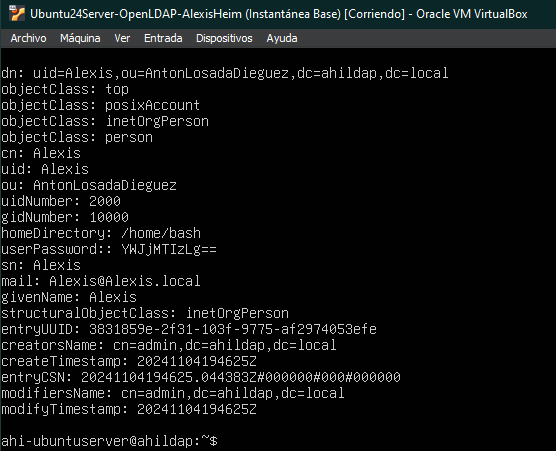 Ubuntu24Server-OpenLDAP-AlexisHeim (Instantánea Base) [Corriendo] - Oracle VM VirtualBox
Archivo Máquina Ver Entrada Dispositivos Ayuda
dn: uid=Alexis,ou=AntonLosadaDieguez,dc=ahildap,dc=local
objectClass: top
objectClass: posixAccount
objectClass: inetOrgPerson
objectClass: person
cn: Alexis
uid: Alexis
ou: AntonLosadaDieguez
uidNumber: 2000
gidNumber: 10000
homeDirectory: /home/bash
userPassword:: YWJjMTIzLg==
sn: Alexis
mail: Alexis@Alexis.local
givenName: Alexis
structuralObjectClass: inetOrgPerson
entryUUID: 3831859e-2f31-103f-9775-af2974053efe
creatorsName: cn=admin,dc=ahildap,dc=local
createTimestamp: 20241104194625Z
entryCSN: 20241104194625.044383Z#000000#000#000000
modifiersName: cn=admin,dc=ahildap,dc=local
modifyTimestamp: 20241104194625Z
ahi-ubuntuserver@ahildap:~$